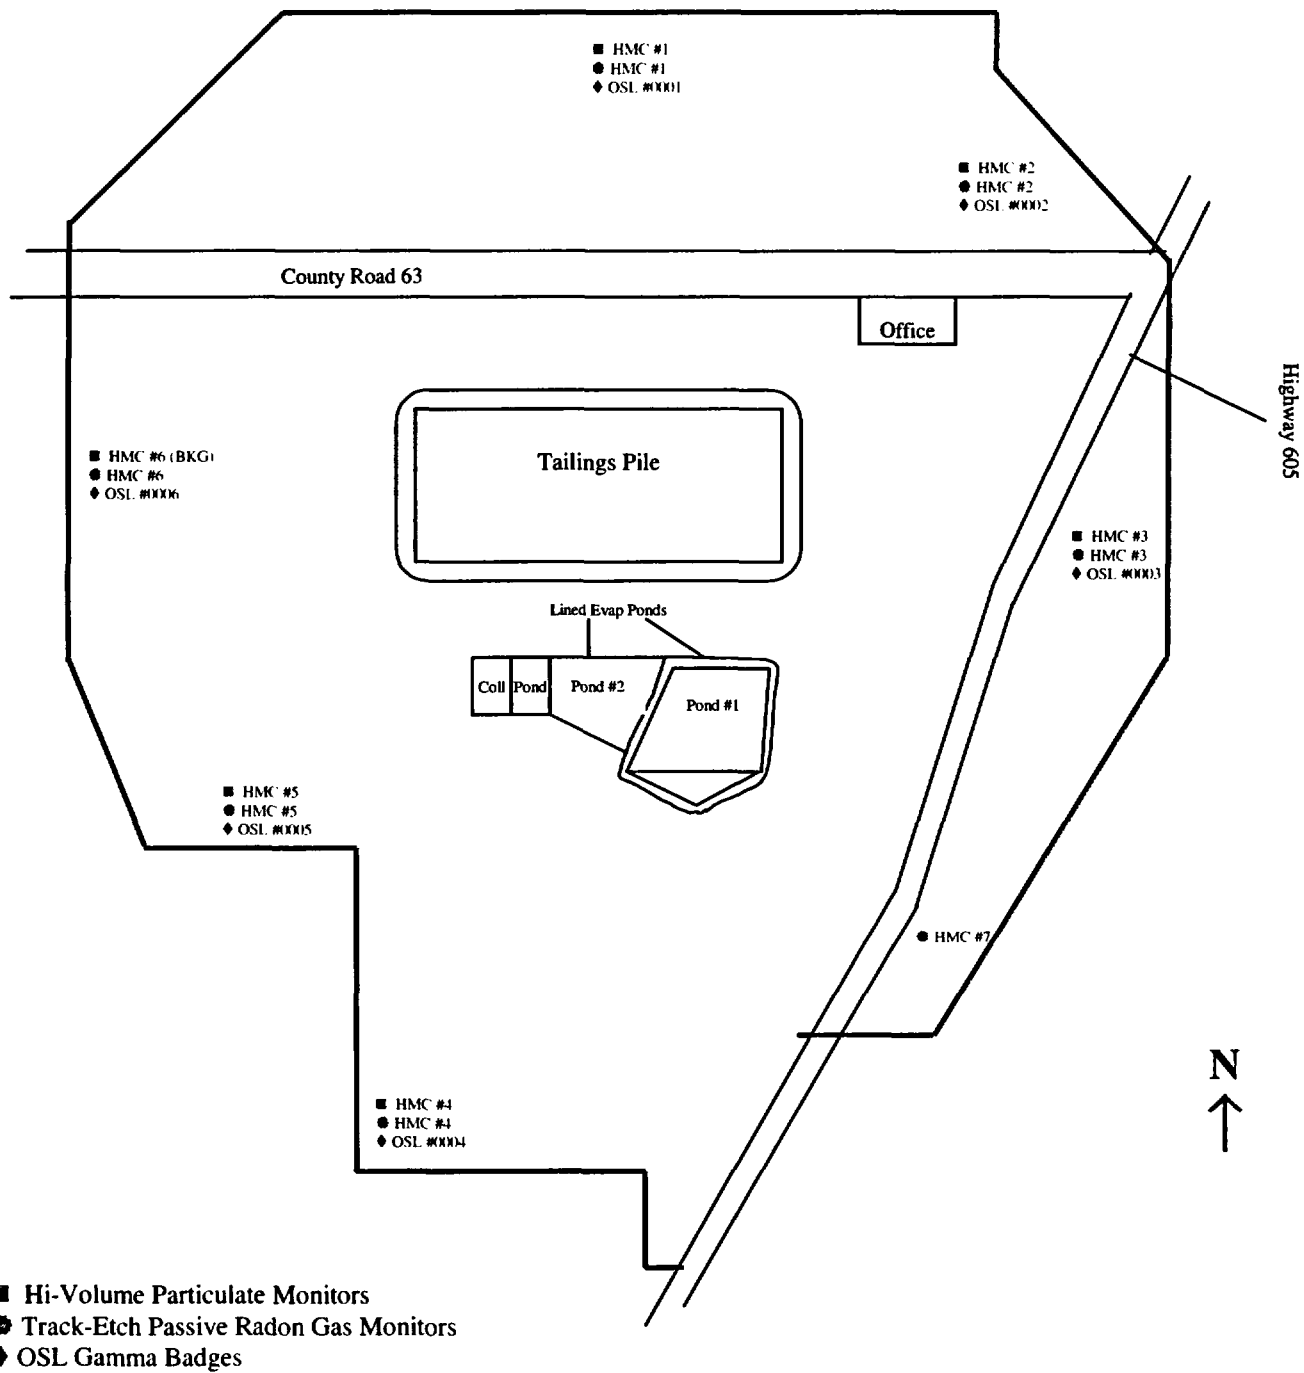 ■ HMC #1
● HMC #1
♦ OSL #0001
■ HMC #2
● HMC #2
♦ OSL #0002
County Road 63
Office
Highway 605
■ HMC #6 (BKG)
● HMC #6
♦ OSL #0006
Tailings Pile
■ HMC #3
● HMC #3
♦ OSL #0003
Lined Evap Ponds
Coll Pond
Pond #2
Pond #1
■ HMC #5
● HMC #5
♦ OSL #0005
● HMC #7
N
■ HMC #4
● HMC #4
♦ OSL #0004
■ Hi-Volume Particulate Monitors
● Track-Etch Passive Radon Gas Monitors
♦ OSL Gamma Badges